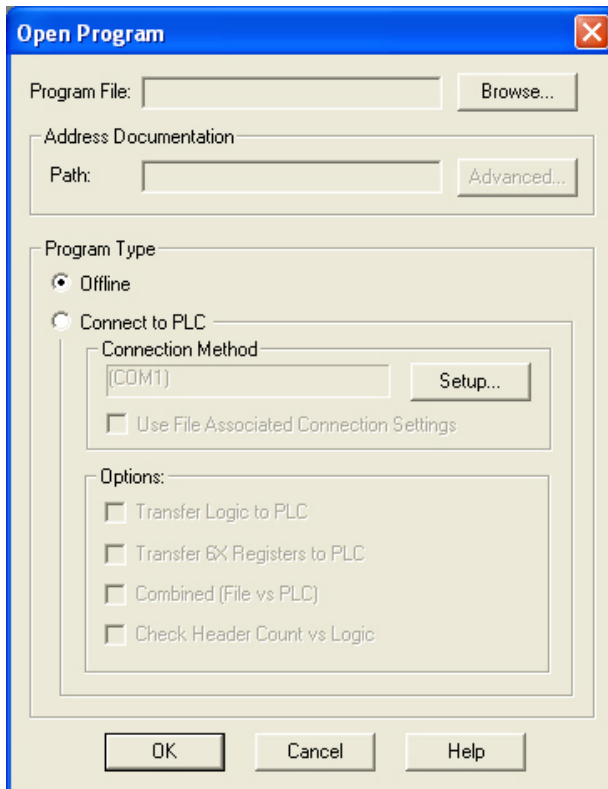 Open Program
Program File: Browse...
Address Documentation
Path: Advanced...
Program Type
Offline
Connect to PLC
Connection Method
(COM1) Setup...
Use File Associated Connection Settings
Options:
Transfer Logic to PLC
Transfer 6X Registers to PLC
Combined (File vs PLC)
Check Header Count vs Logic
OK Cancel Help